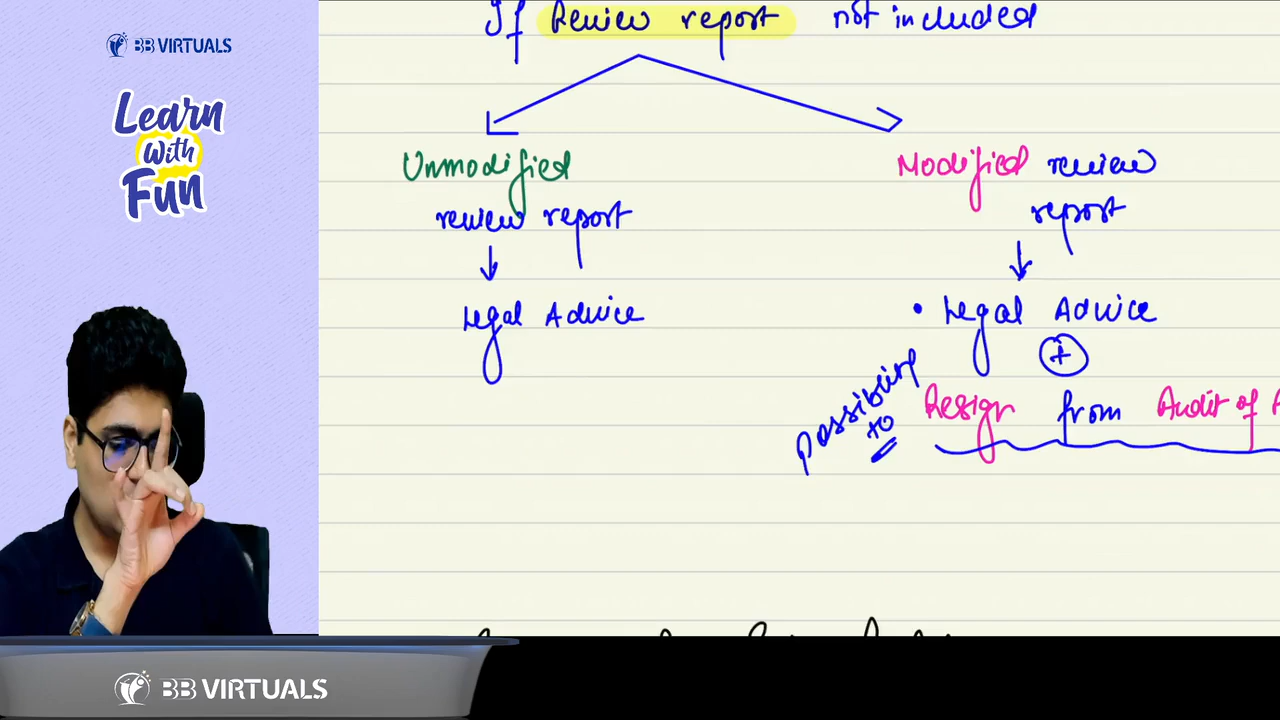 BB VIRTUALS
Learn
With
Fun
If Review report not included
Unmodified
review report
Legal Advice
Modified review
report
• Legal Advice
+
possibility
to
Resign from Audit of
BB VIRTUALS